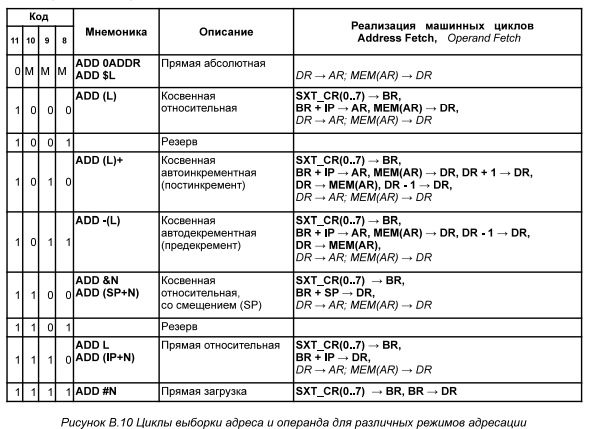 Код
Мнемоника
Описание
Реализация машинных циклов
Address Fetch, Operand Fetch
11 10 9 8
0 M M M ADD 0ADDR Прямая абсолютная
ADD $L DR → AR; MEM(AR) → DR
1 0 0 0 ADD (L) Косвенная SXT_CR(0..7) → BR,
относительная BR + IP → AR, MEM(AR) → DR,
DR → AR; MEM(AR) → DR
1 0 0 1 Резерв
1 0 1 0 ADD (L)+ Косвенная SXT_CR(0..7) → BR,
автоинкрементная BR + IP → AR, MEM(AR) → DR, DR + 1 → DR,
(постинкремент) DR → MEM(AR), DR - 1 → DR,
DR → AR; MEM(AR) → DR
1 0 1 1 ADD -(L) Косвенная SXT_CR(0..7) → BR,
автодекрементная BR + IP → AR, MEM(AR) → DR, DR - 1 → DR,
(предекремент) DR → MEM(AR),
DR → AR; MEM(AR) → DR
1 1 0 0 ADD &N Косвенная SXT_CR(0..7) → BR,
ADD (SP+N) относительная, BR + SP → DR,
со смещением (SP) DR → AR; MEM(AR) → DR
1 1 0 1 Резерв
1 1 1 0 ADD L Прямая относительная SXT_CR(0..7) → BR,
ADD (IP+N) BR + IP → DR,
DR → AR; MEM(AR) → DR
1 1 1 1 ADD #N Прямая загрузка SXT_CR(0..7) → BR, BR → DR
Рисунок В.10 Циклы выборки адреса и операнда для различных режимов адресации